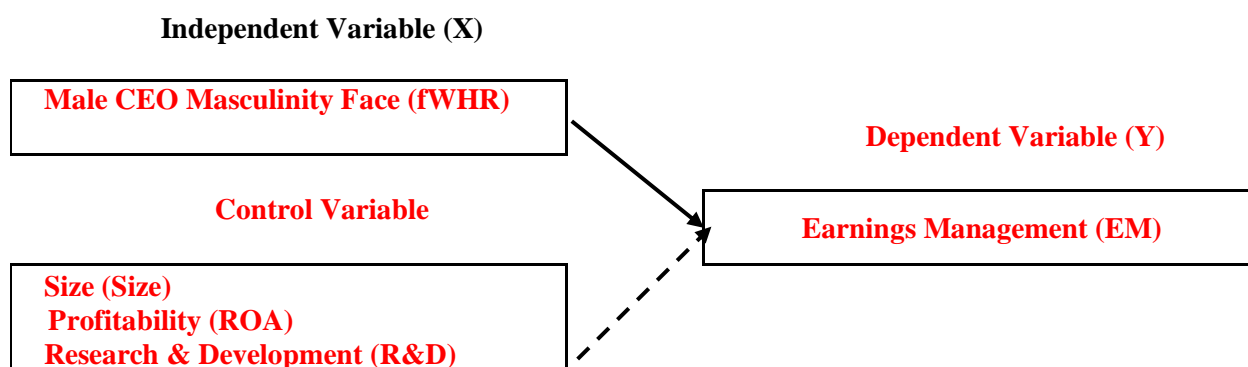 Independent Variable (X)
Male CEO Masculinity Face (fWHR)
Dependent Variable (Y)
Control Variable
Earnings Management (EM)
Size (Size)
Profitability (ROA)
Research & Development (R&D)